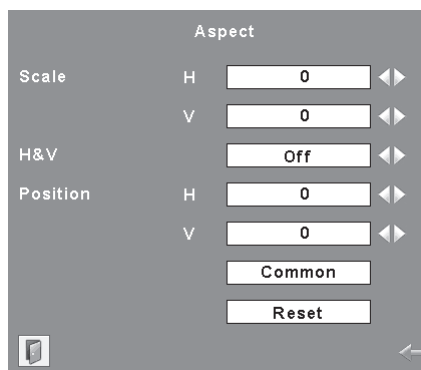 Aspect
Scale H 0
V 0
H&V Off
Position H 0
V 0
Common
Reset